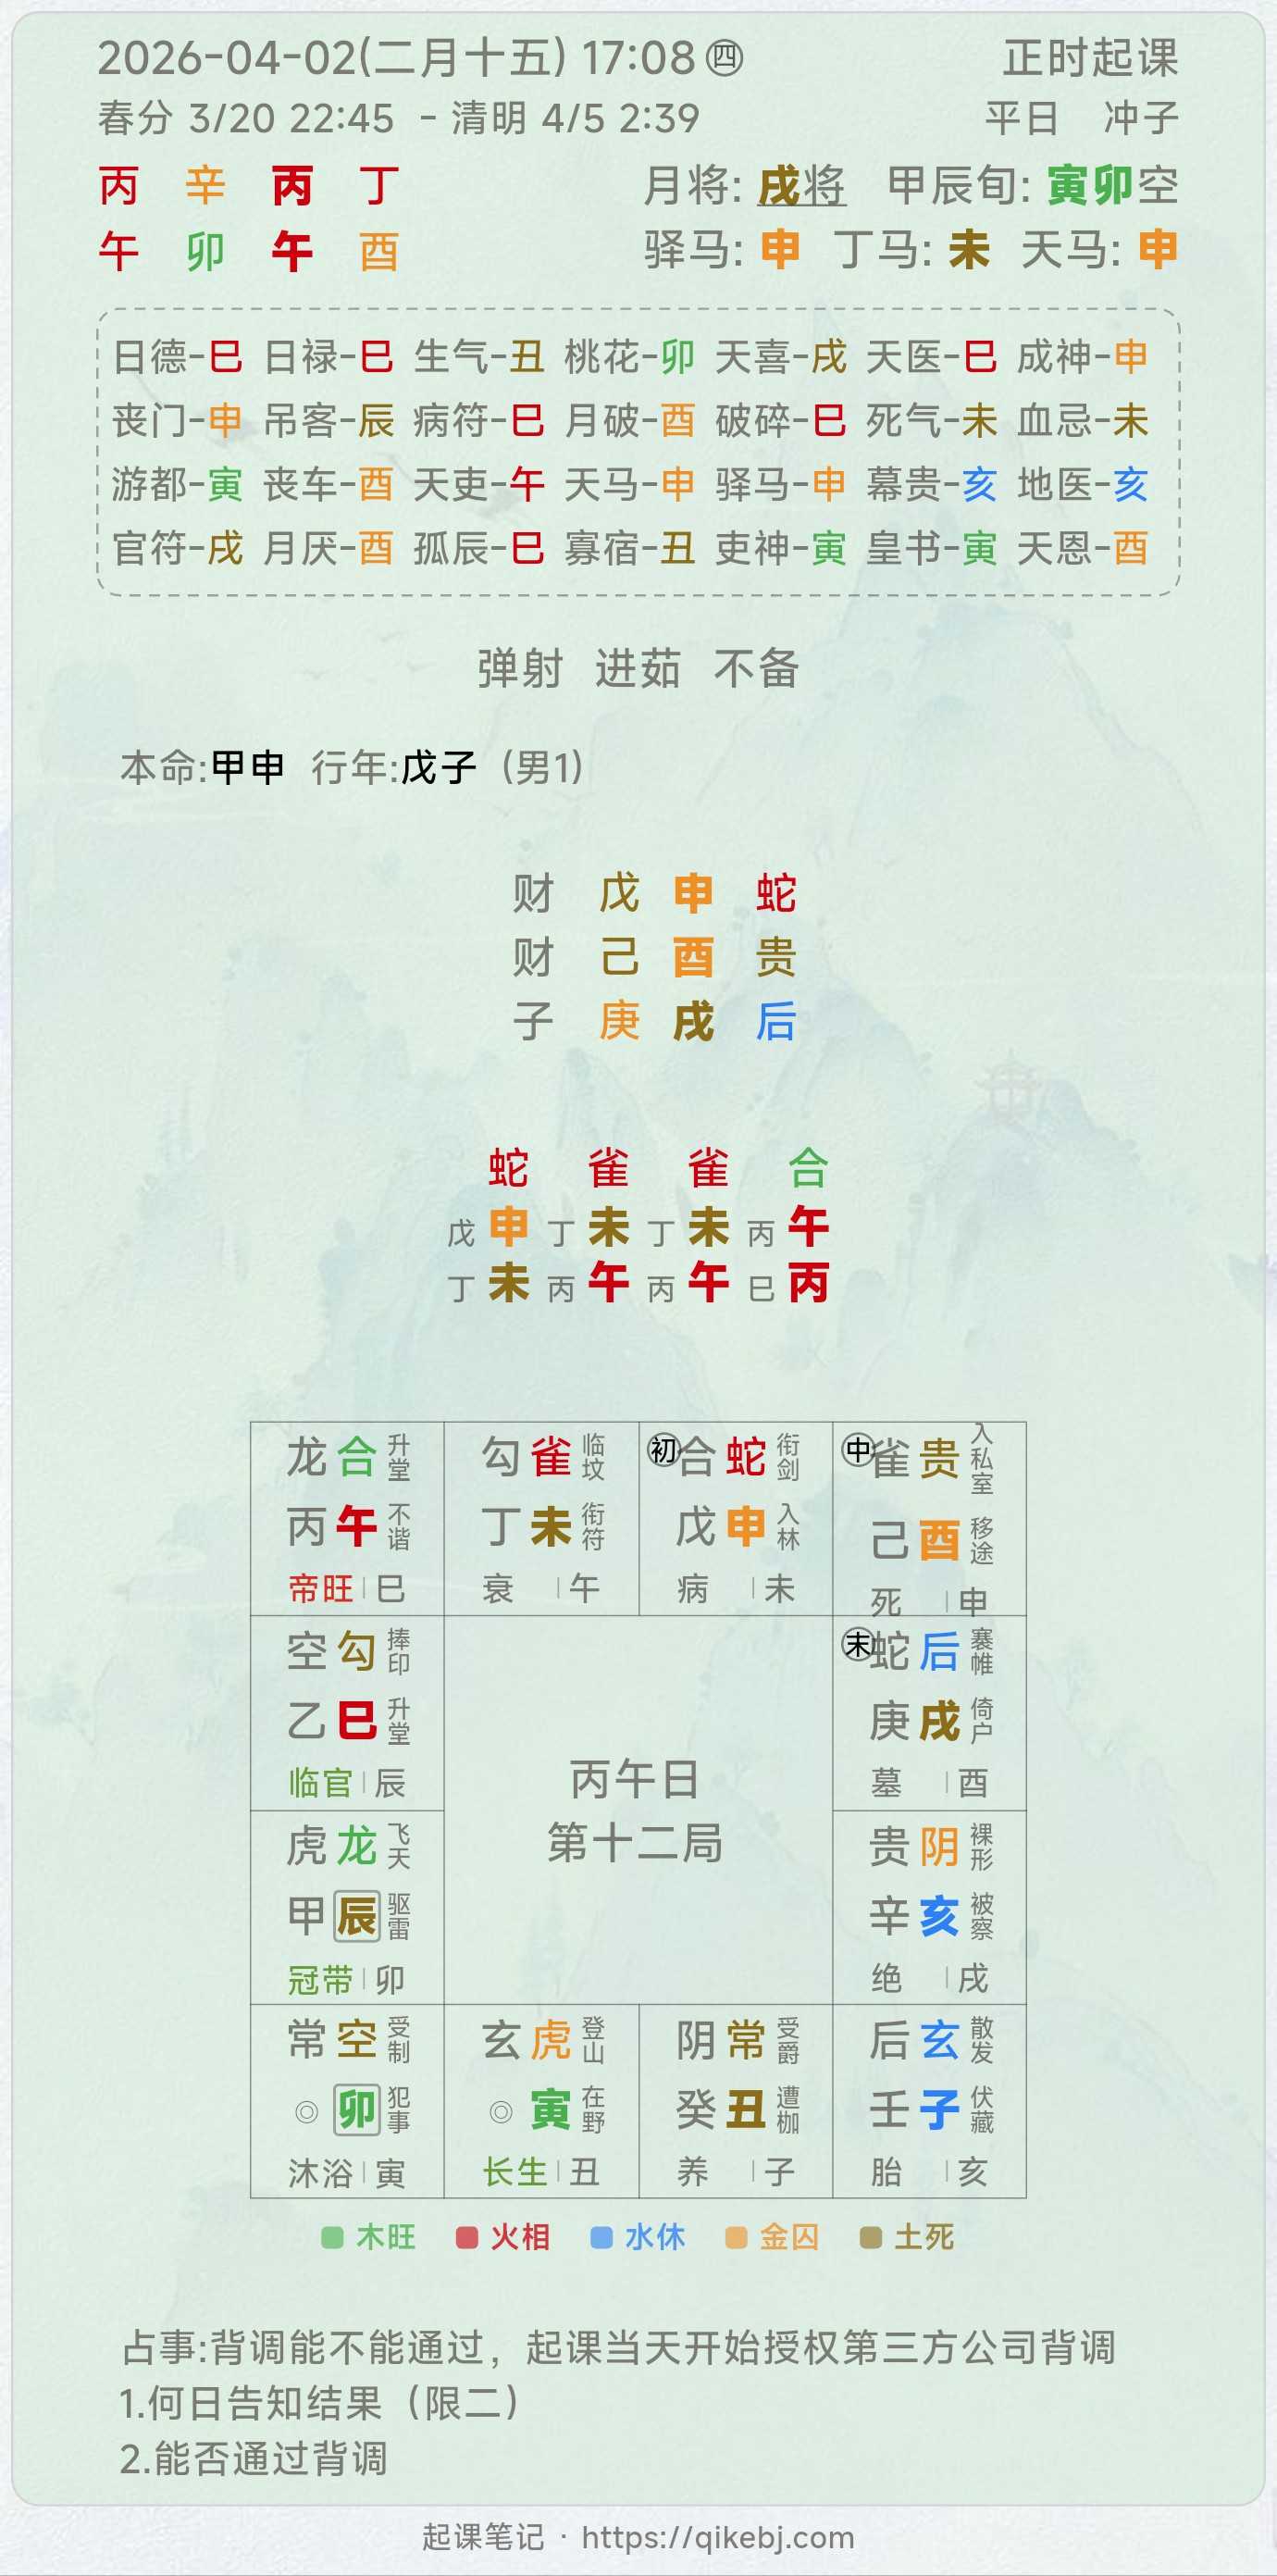 2026-04-02(二月十五) 17:08 ㊃ 正时起课
春分 3/20 22:45 - 清明 4/5 2:39 平日 冲子
丙 辛 丙 丁 月将: 戌将 甲辰旬: 寅卯空
午 卯 午 酉 驿马: 申 丁马: 未 天马: 申
日德-巳 日禄-巳 生气-丑 桃花-卯 天喜-戌 天医-巳 成神-申
丧门-申 吊客-辰 病符-巳 月破-酉 破碎-巳 死气-未 血忌-未
游都-寅 丧车-酉 天吏-午 天马-申 驿马-申 幕贵-亥 地医-亥
官符-戌 月厌-酉 孤辰-巳 寡宿-丑 吏神-寅 皇书-寅 天恩-酉
弹射 进茹 不备
本命:甲申 行年:戊子 (男1)
财 戊 申 蛇
财 己 酉 贵
子 庚 戌 后
蛇 雀 雀 合
戊 申 丁 未 丁 未 丙 午
丁 未 丙 午 丙 午 巳 丙
龙 合 升堂 勾 雀 临坟 初 合 蛇 衔剑 中 雀 贵 入私室
丙 午 不谐 丁 未 衔符 戊 申 入林 己 酉 移途
帝旺 | 巳 衰 | 午 病 | 未 死 | 申
空 勾 捧印 末 蛇 后 褰帷
乙 巳 升堂 庚 戌 倚户
临官 | 辰 墓 | 酉
丙午日
第十二局
虎 龙 飞天 贵 阴 裸形
甲 辰 驱雷 辛 亥 被察
冠带 | 卯 绝 | 戌
常 空 受制 玄 虎 登山 阴 常 受爵 后 玄 散发
◎ 卯 犯事 ◎ 寅 在野 癸 丑 遭枷 壬 子 伏藏
沐浴 | 寅 长生 | 丑 养 | 子 胎 | 亥
木旺 火相 水休 金囚 土死
占事:背调能不能通过，起课当天开始授权第三方公司背调
1.何日告知结果（限二）
2.能否通过背调
起课笔记 · https://qikebj.com